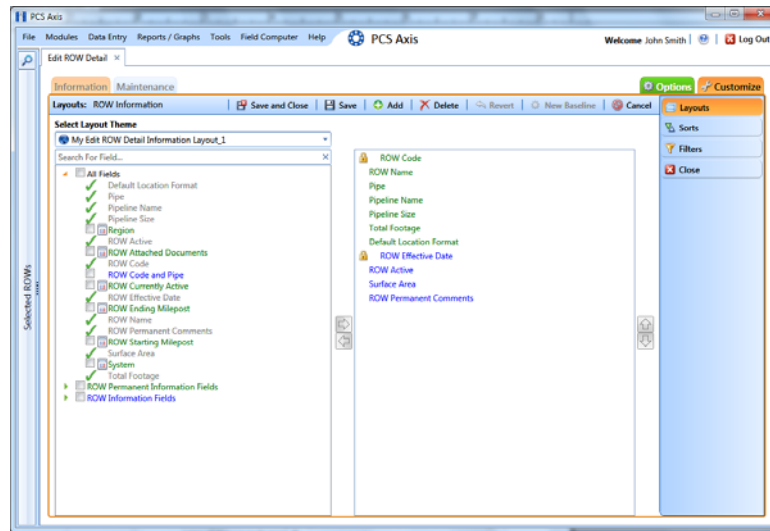 PCS Axis
File Modules Data Entry Reports / Graphs Tools Field Computer Help PCS Axis Welcome John Smith Log Out
Edit ROW Detail ×
Information Maintenance Options Customize
Layouts: ROW Information Save and Close Save Add Delete Revert New Baseline Cancel
Layouts
Sorts
Filters
Close
Select Layout Theme
My Edit ROW Detail Information Layout_1
Search For Field...
All Fields
Default Location Format
Pipe
Pipeline Name
Pipeline Size
Region
ROW Active
ROW Attached Documents
ROW Code
ROW Code and Pipe
ROW Currently Active
ROW Effective Date
ROW Ending Milepost
ROW Name
ROW Permanent Comments
ROW Starting Milepost
Surface Area
System
Total Footage
ROW Permanent Information Fields
ROW Information Fields
ROW Code
ROW Name
Pipe
Pipeline Name
Pipeline Size
Total Footage
Default Location Format
ROW Effective Date
ROW Active
Surface Area
ROW Permanent Comments
Selected ROWs